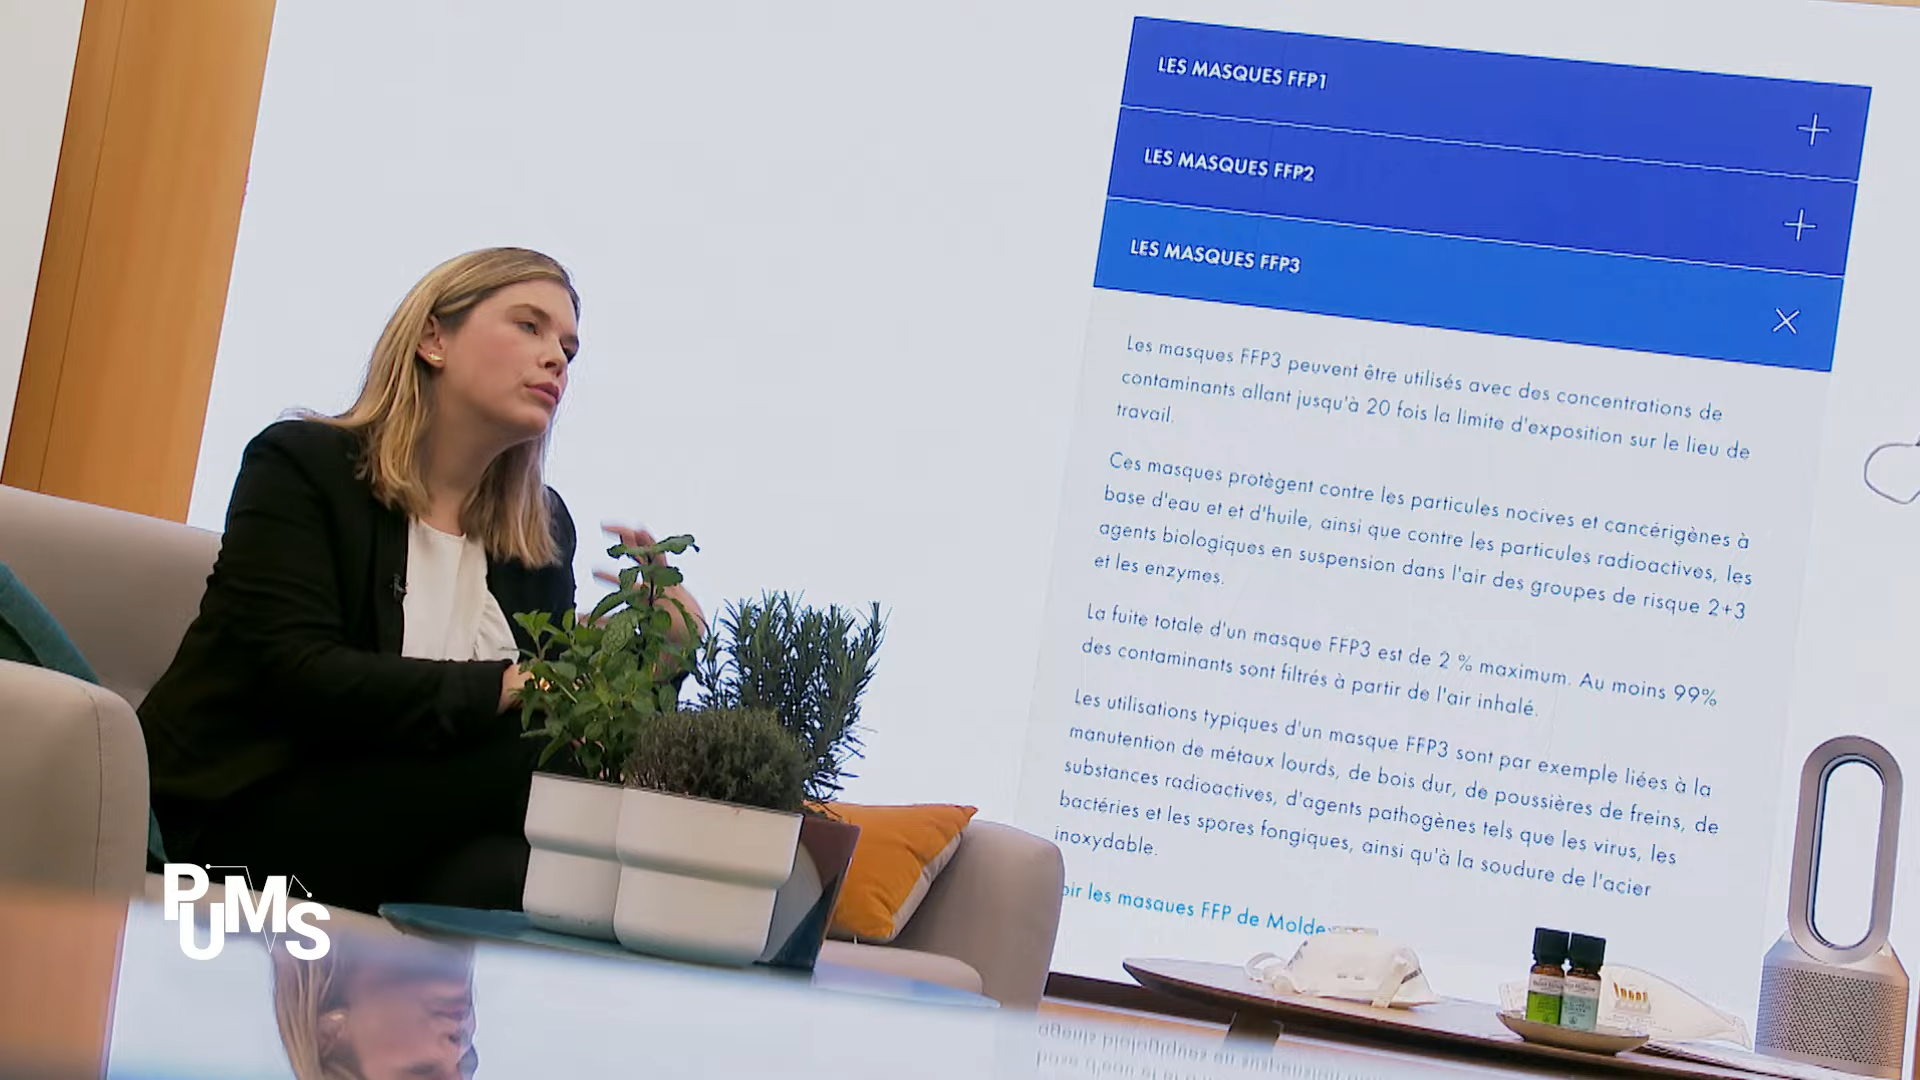 LES MASQUES FFP1
LES MASQUES FFP2
LES MASQUES FFP3
Les masques FFP3 peuvent être utilisés avec des concentrations de
contaminants allant jusqu'à 20 fois la limite d'exposition sur le lieu de
travail.
Ces masques protègent contre les particules nocives et cancérigènes à
base d'eau et et d'huile, ainsi que contre les particules radioactives, les
agents biologiques en suspension dans l'air des groupes de risque 2+3
et les enzymes.
La fuite totale d'un masque FFP3 est de 2 % maximum. Au moins 99%
des contaminants sont filtrés à partir de l'air inhalé.
Les utilisations typiques d'un masque FFP3 sont par exemple liées à la
manutention de métaux lourds, de bois dur, de poussières de freins, de
substances radioactives, d'agents pathogènes tels que les virus, les
bactéries et les spores fongiques, ainsi qu'à la soudure de l'acier
inoxydable.
les masques FFP de
PUMS